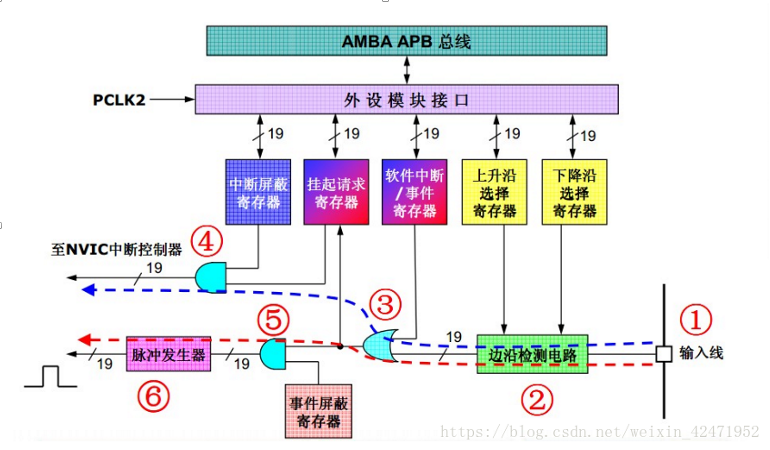 AMBA APB 总线
PCLK2
外设模块接口
19
19
19
19
19
中断屏蔽
寄存器
挂起请求
寄存器
软件中断
/事件
寄存器
上升沿
选择
寄存器
下降沿
选择
寄存器
至NVIC中断控制器
④
19
③
①
⑤
19
输入线
脉冲发生器
边沿检测电路
19
19
⑥
②
事件屏蔽
寄存器
https://blog.csdn.net/weixin_42471952